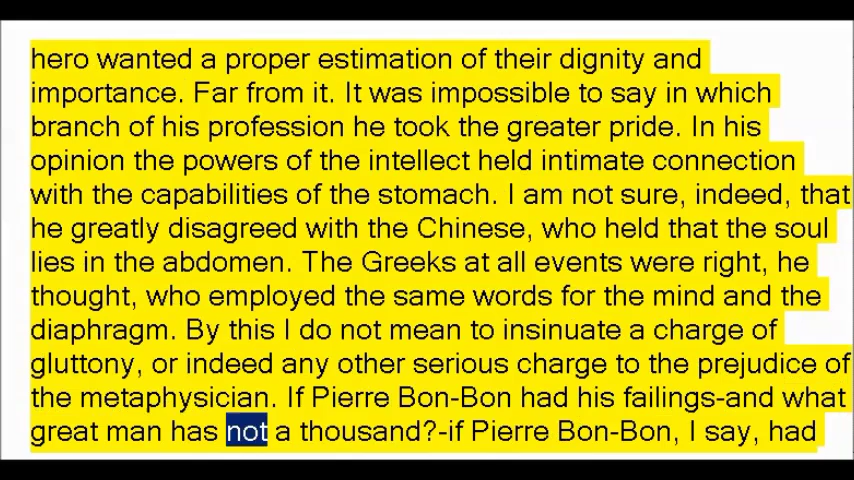 hero wanted a proper estimation of their dignity and
importance. Far from it. It was impossible to say in which
branch of his profession he took the greater pride. In his
opinion the powers of the intellect held intimate connection
with the capabilities of the stomach. I am not sure, indeed, that
he greatly disagreed with the Chinese, who held that the soul
lies in the abdomen. The Greeks at all events were right, he
thought, who employed the same words for the mind and the
diaphragm. By this I do not mean to insinuate a charge of
gluttony, or indeed any other serious charge to the prejudice of
the metaphysician. If Pierre Bon-Bon had his failings-and what
great man has not a thousand?-if Pierre Bon-Bon, I say, had